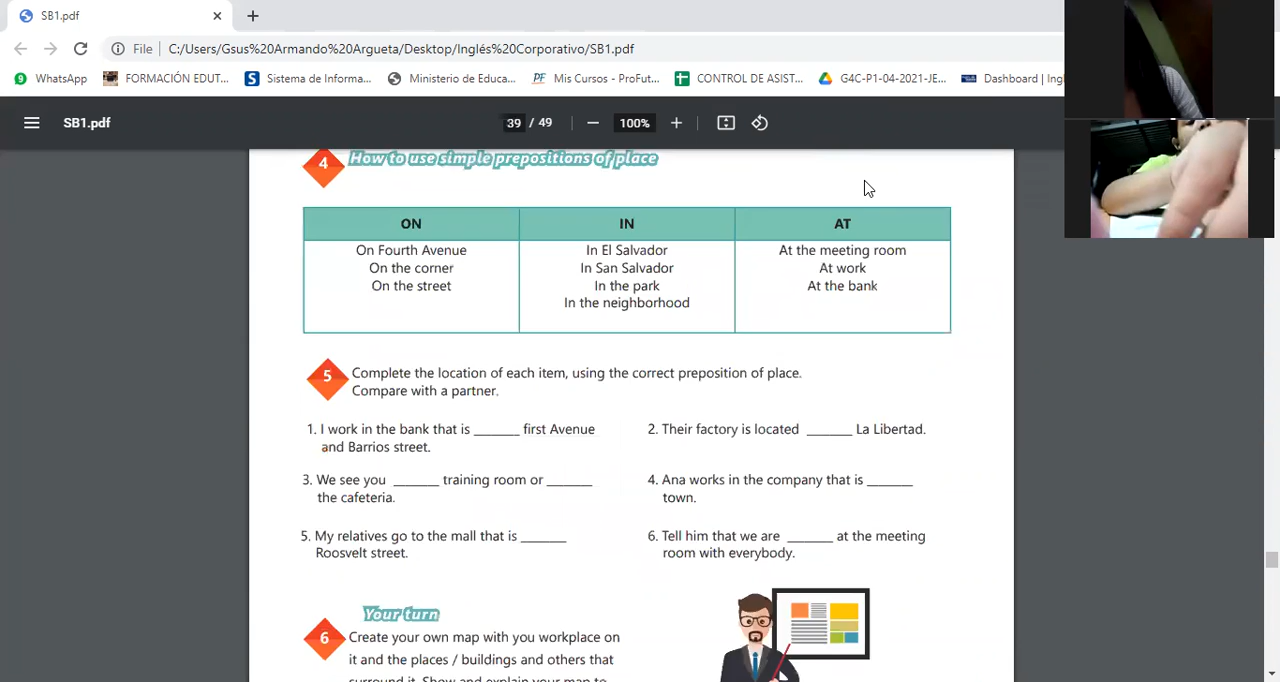 SB1.pdf
File
C:/Users/Gsus%20Armando%20Argueta/Desktop/Inglés%20Corporativo/SB1.pdf
WhatsApp
FORMACIÓN EDUT...
Sistema de Informa...
Ministerio de Educa...
Mis Cursos - ProFut...
CONTROL DE ASIST...
G4C-P1-04-2021-JE...
Dashboard | Ingl
SB1.pdf
39 / 49
100%
4 How to use simple prepositions of place
ON IN AT
On Fourth Avenue In El Salvador At the meeting room
On the corner In San Salvador At work
On the street In the park At the bank
In the neighborhood
5 Complete the location of each item, using the correct preposition of place.
Compare with a partner.
1. I work in the bank that is _______ first Avenue
and Barrios street.
2. Their factory is located _______ La Libertad.
3. We see you _______ training room or _______
the cafeteria.
4. Ana works in the company that is _______
town.
5. My relatives go to the mall that is _______
Roosvelt street.
6. Tell him that we are _______ at the meeting
room with everybody.
Your turn
6 Create your own map with you workplace on
it and the places / buildings and others that
surround it. Show and explain your map to